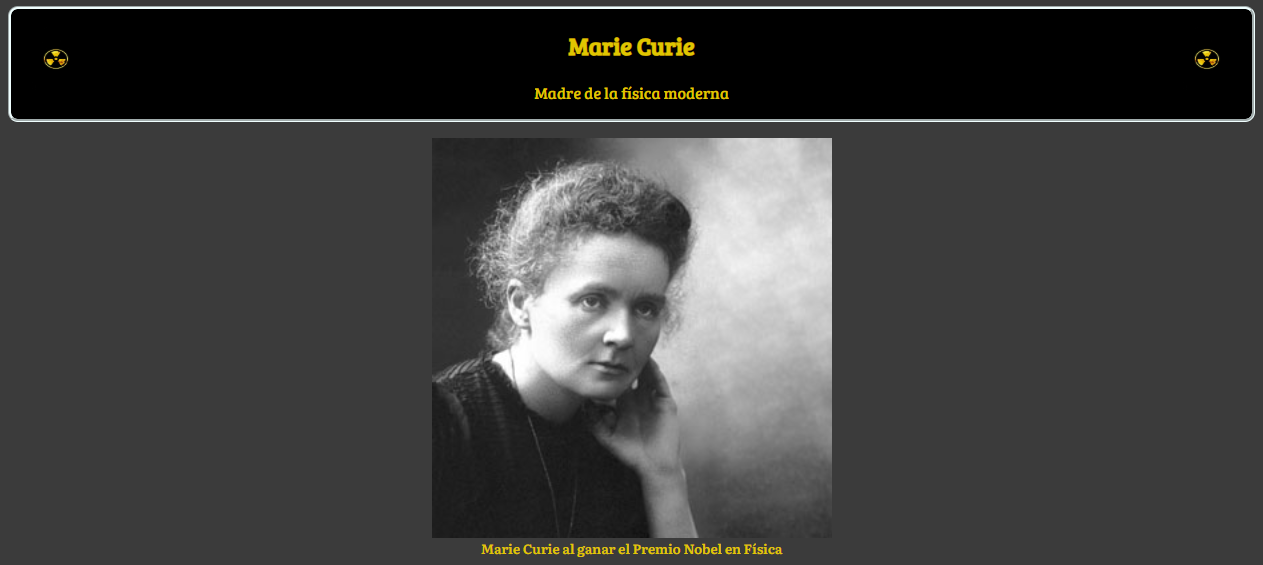 Marie Curie
Madre de la física moderna
Marie Curie al ganar el Premio Nobel en Física